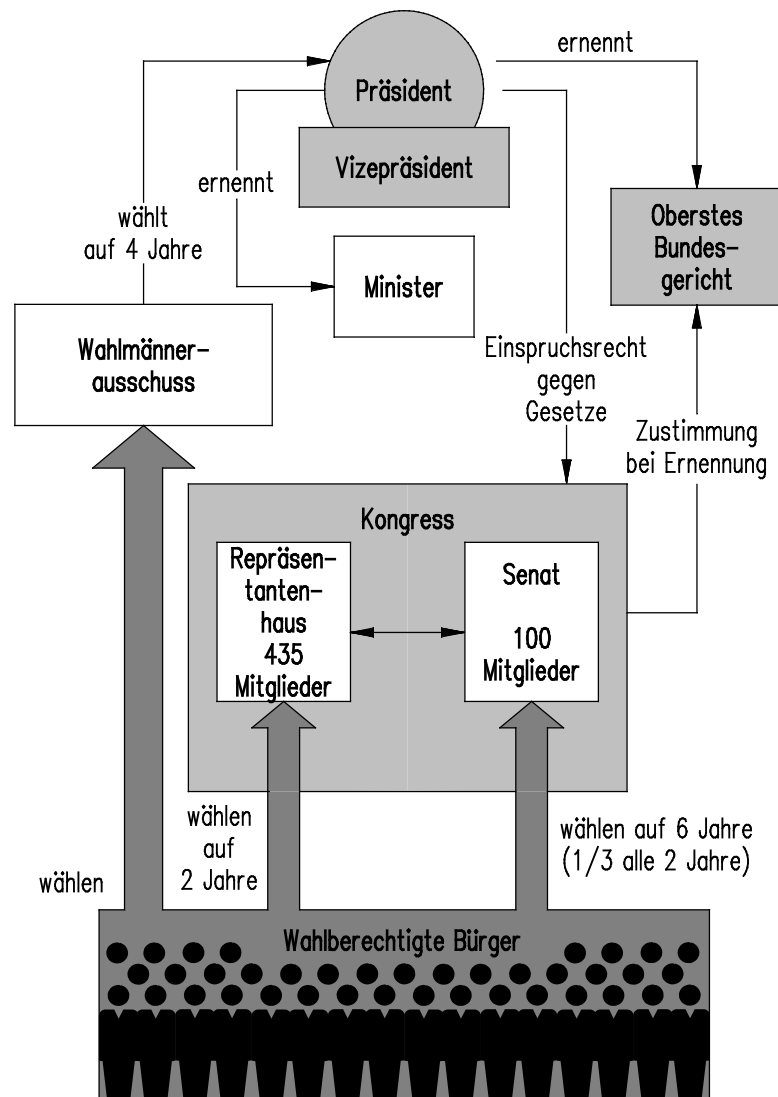 ernennt
Präsident
Vizepräsident
ernennt
wählt
auf 4 Jahre
Oberstes
Bundes-
gericht
Minister
Wahlmänner-
ausschuss
Einspruchsrecht
gegen
Gesetze
Zustimmung
bei Ernennung
Kongress
Repräsen-
tanten-
haus
435
Mitglieder
Senat
100
Mitglieder
wählen
auf
2 Jahre
wählen auf 6 Jahre
(1/3 alle 2 Jahre)
wählen
Wahlberechtigte Bürger